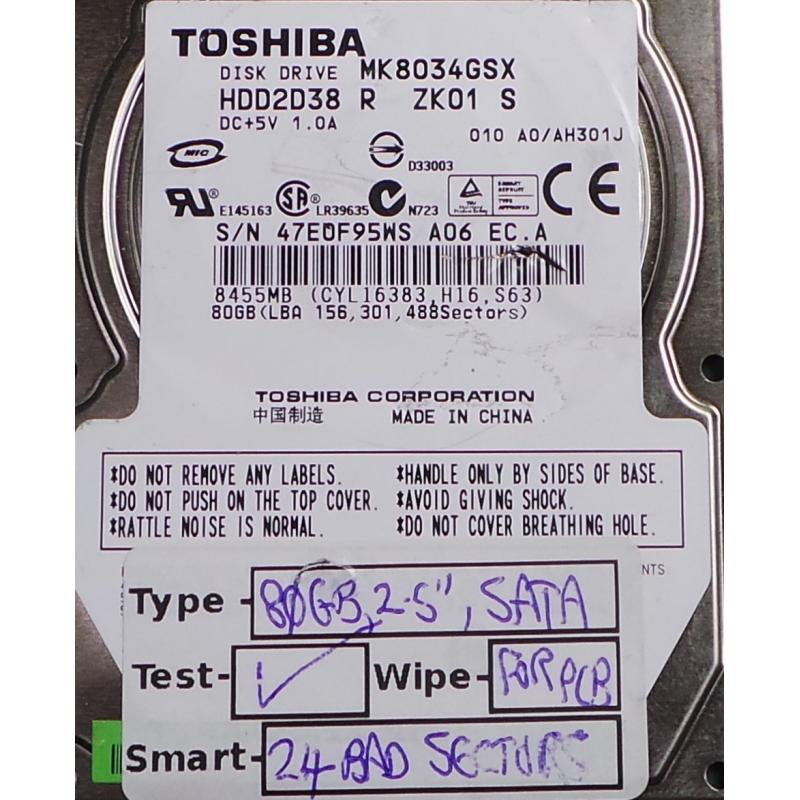 TOSHIBA
DISK DRIVE MK8034GSX
HDD2D38 R ZK01 S
DC+5V 1.0A
010 A0/AH301J
MIC
D33003
E145163 SA LR39635 N723 CE
S/N 47E0F95WS A06 EC.A
8455MB (CYL16383,H16,S63)
80GB(LBA 156,301,488Sectors)
TOSHIBA CORPORATION
中国制造 MADE IN CHINA
*DO NOT REMOVE ANY LABELS. *HANDLE ONLY BY SIDES OF BASE.
*DO NOT PUSH ON THE TOP COVER. *AVOID GIVING SHOCK.
*RATTLE NOISE IS NORMAL. *DO NOT COVER BREATHING HOLE.
NTS
Type - 80GB, 2.5", SATA
Test- ✓ Wipe- FOR PCB
Smart- 24 BAD SECTORS